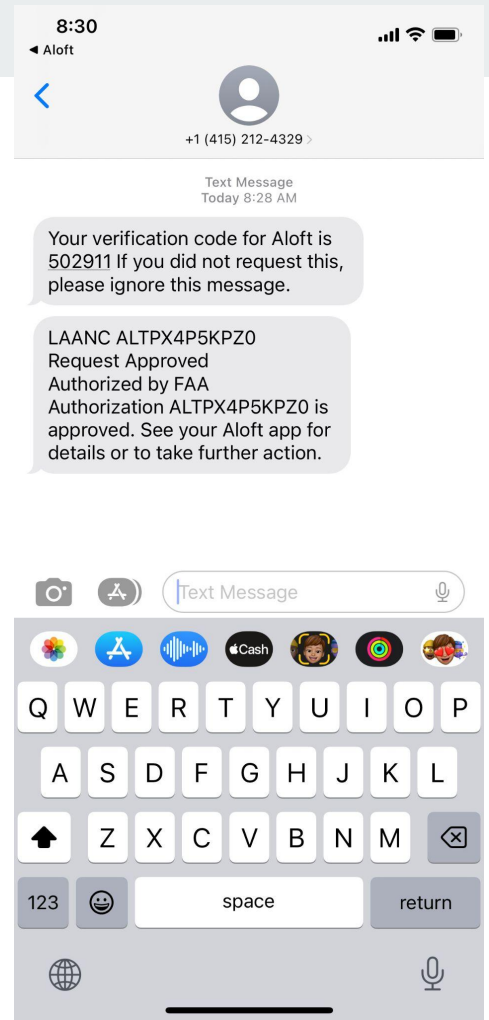 8:30
◀ Aloft
+1 (415) 212-4329 >
Text Message
Today 8:28 AM
Your verification code for Aloft is
502911 If you did not request this,
please ignore this message.
LAANC ALTPX4P5KPZ0
Request Approved
Authorized by FAA
Authorization ALTPX4P5KPZ0 is
approved. See your Aloft app for
details or to take further action.
Text Message
Cash
Q W E R T Y U I O P
A S D F G H J K L
Z X C V B N M
123 space return